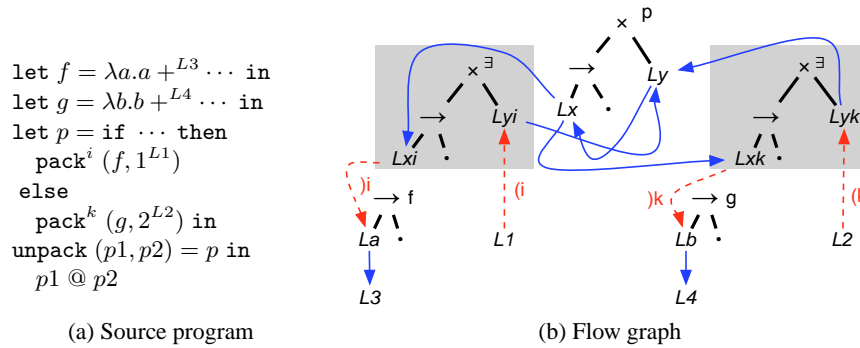 let f = λa.a +^{L3} ⋯ in
let g = λb.b +^{L4} ⋯ in
let p = if ⋯ then
pack^i (f, 1^{L1})
else
pack^k (g, 2^{L2}) in
unpack (p1, p2) = p in
p1 @ p2
(a) Source program
× p
× ∃
→
Lxi
Lyi
→
Lx
Ly
× ∃
→
Lxk
Lyk
)i
(i
)k
→ f
La
L1
→ g
Lb
L2
L3
L4
(b) Flow graph